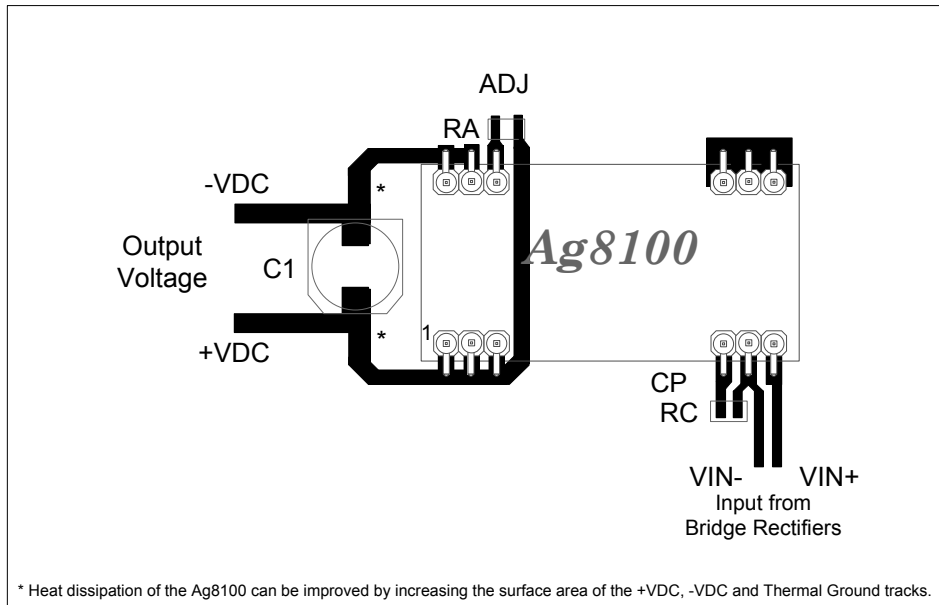 ADJ
RA
-VDC
*
Output
Voltage
C1
Ag8100
*
1
+VDC
CP
RC
VIN-
VIN+
Input from
Bridge Rectifiers
* Heat dissipation of the Ag8100 can be improved by increasing the surface area of the +VDC, -VDC and Thermal Ground tracks.